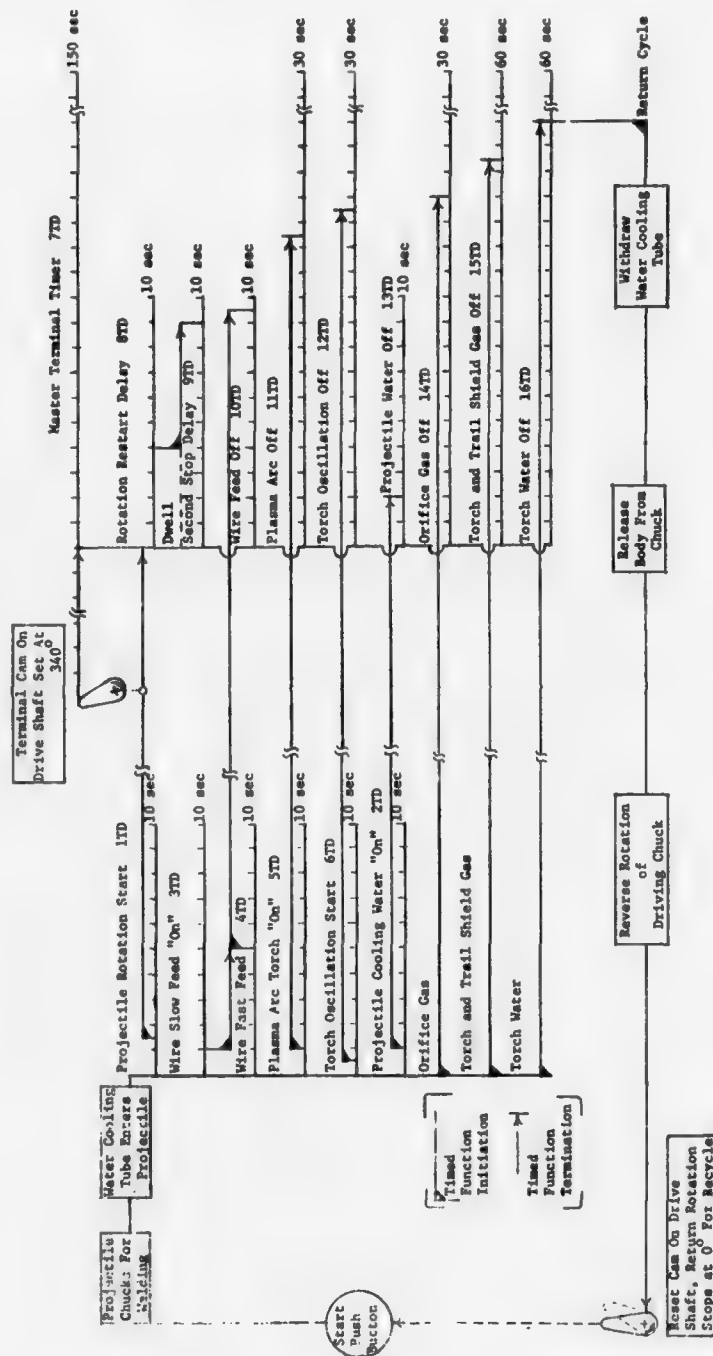 Projectile
Chucks For
Welding
Water Cooling
Tube Enters
Projectile
Start
Push
Button
Terminal Cam On
Drive Shaft Set At
340°
Master Terminal Timer 7TD
150 sec
Projectile Rotation Start 1TD
10 sec
Wire Slow Feed "On" 3TD
10 sec
Wire Fast Feed 4TD
10 sec
Plasma Arc Torch "On" 5TD
10 sec
Torch Oscillation Start 6TD
10 sec
Projectile Cooling Water "On" 2TD
10 sec
Orifice Gas
Torch and Trail Shield Gas
Torch Water
Rotation Restart Delay 8TD
10 sec
Dwell
Second Stop Delay 9TD
10 sec
Wire Feed Off 10TD
10 sec
Plasma Arc Off 11TD
30 sec
Torch Oscillation Off 12TD
30 sec
Projectile Water Off 13TD
10 sec
Orifice Gas Off 14TD
30 sec
Torch and Trail Shield Gas Off 15TD
60 sec
Torch Water Off 16TD
60 sec
Timed
Function
Initiation
Timed
Function
Termination
Return Cycle
Withdraw
Water Cooling
Tube
Release
Body From
Chuck
Reverse Rotation
of
Driving Chuck
Reset Cam On Drive
Shaft, Return Rotation
Stops at 0° For Recycle